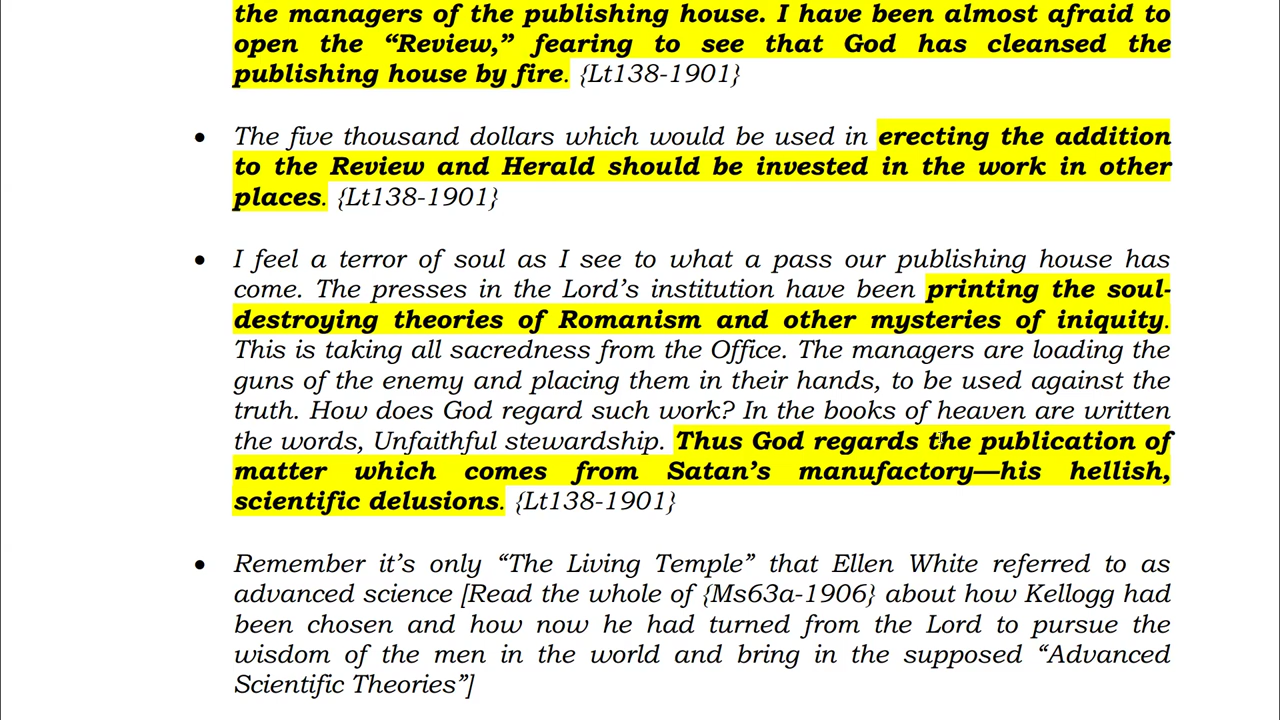 the managers of the publishing house. I have been almost afraid to
open the “Review,” fearing to see that God has cleansed the
publishing house by fire. {Lt138-1901}
• The five thousand dollars which would be used in erecting the addition
to the Review and Herald should be invested in the work in other
places. {Lt138-1901}
• I feel a terror of soul as I see to what a pass our publishing house has
come. The presses in the Lord’s institution have been printing the soul-
destroying theories of Romanism and other mysteries of iniquity.
This is taking all sacredness from the Office. The managers are loading the
guns of the enemy and placing them in their hands, to be used against the
truth. How does God regard such work? In the books of heaven are written
the words, Unfaithful stewardship. Thus God regards the publication of
matter which comes from Satan’s manufactory—his hellish,
scientific delusions. {Lt138-1901}
• Remember it’s only “The Living Temple” that Ellen White referred to as
advanced science [Read the whole of {Ms63a-1906} about how Kellogg had
been chosen and how now he had turned from the Lord to pursue the
wisdom of the men in the world and bring in the supposed “Advanced
Scientific Theories”]